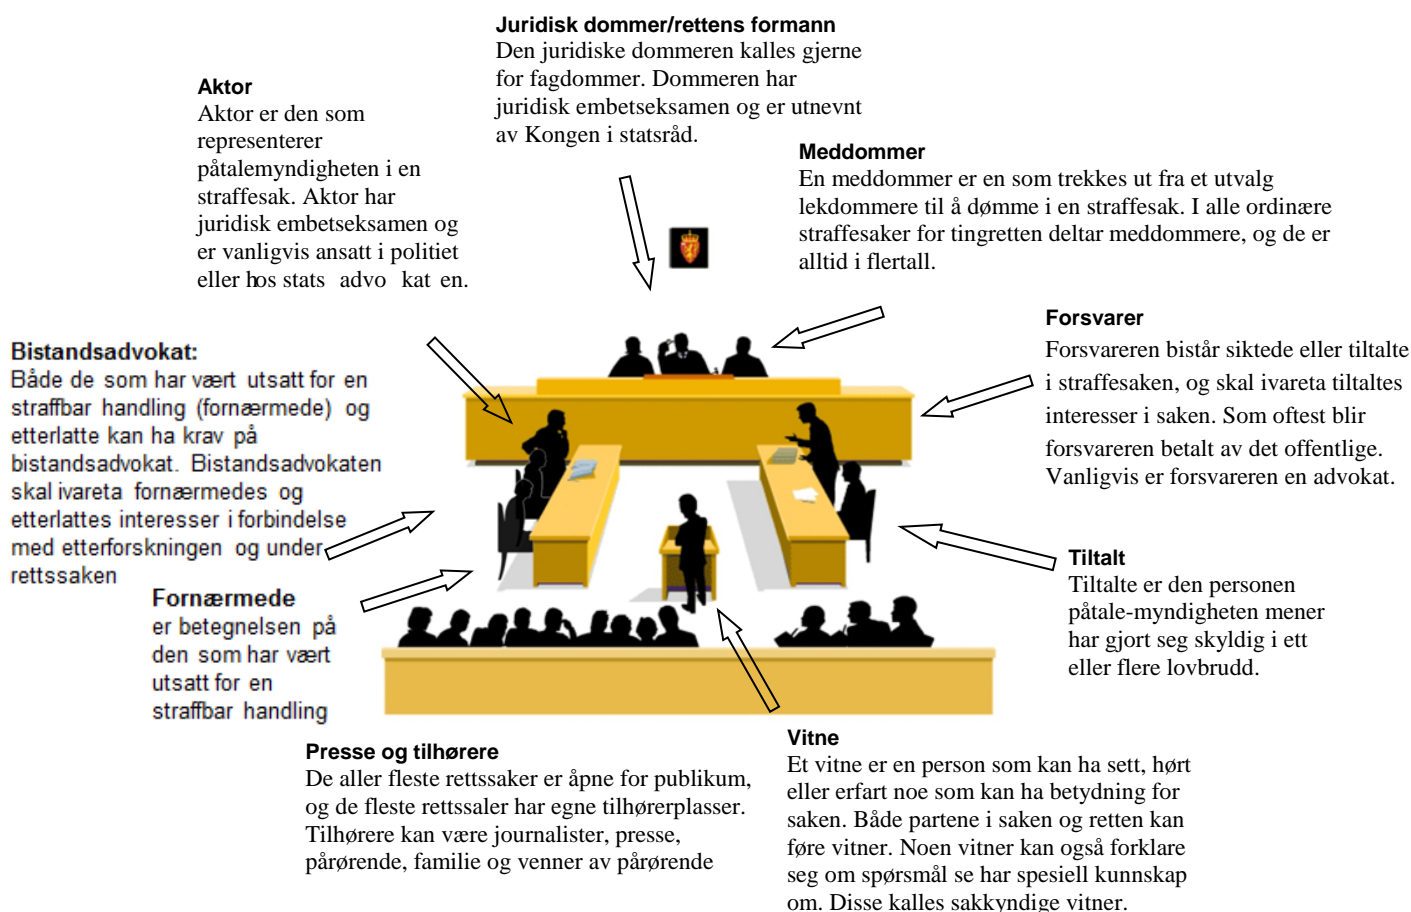 Juridisk dommer/rettens formann
Den juridiske dommeren kalles gjerne
for fagdommer. Dommeren har
juridisk embetseksamen og er utnevnt
av Kongen i statsråd.
Aktor
Aktor er den som
representerer
påtalemyndigheten i en
straffesak. Aktor har
juridisk embetseksamen og
er vanligvis ansatt i politiet
eller hos stats advo kat en.
Meddommer
En meddommer er en som trekkes ut fra et utvalg
lekdommere til å dømme i en straffesak. I alle ordinære
straffesaker for tingretten deltar meddommere, og de er
alltid i flertall.
Forsvarer
Forsvareren bistår siktede eller tiltalte
i straffesaken, og skal ivareta tiltaltes
interesser i saken. Som oftest blir
forsvareren betalt av det offentlige.
Vanligvis er forsvareren en advokat.
Bistandsadvokat:
Både de som har vært utsatt for en
straffbar handling (fornærmede) og
etterlatte kan ha krav på
bistandsadvokat. Bistandsadvokaten
skal ivareta fornærmedes og
etterlattes interesser i forbindelse
med etterforskningen og under
rettssaken
Fornærmede
er betegnelsen på
den som har vært
utsatt for en
straffbar handling
Tiltalt
Tiltalte er den personen
påtale-myndigheten mener
har gjort seg skyldig i ett
eller flere lovbrudd.
Presse og tilhørere
De aller fleste rettssaker er åpne for publikum,
og de fleste rettssaler har egne tilhørerplasser.
Tilhørere kan være journalister, presse,
pårørende, familie og venner av pårørende
Vitne
Et vitne er en person som kan ha sett, hørt
eller erfart noe som kan ha betydning for
saken. Både partene i saken og retten kan
føre vitner. Noen vitner kan også forklare
seg om spørsmål se har spesiell kunnskap
om. Disse kalles sakkyndige vitner.